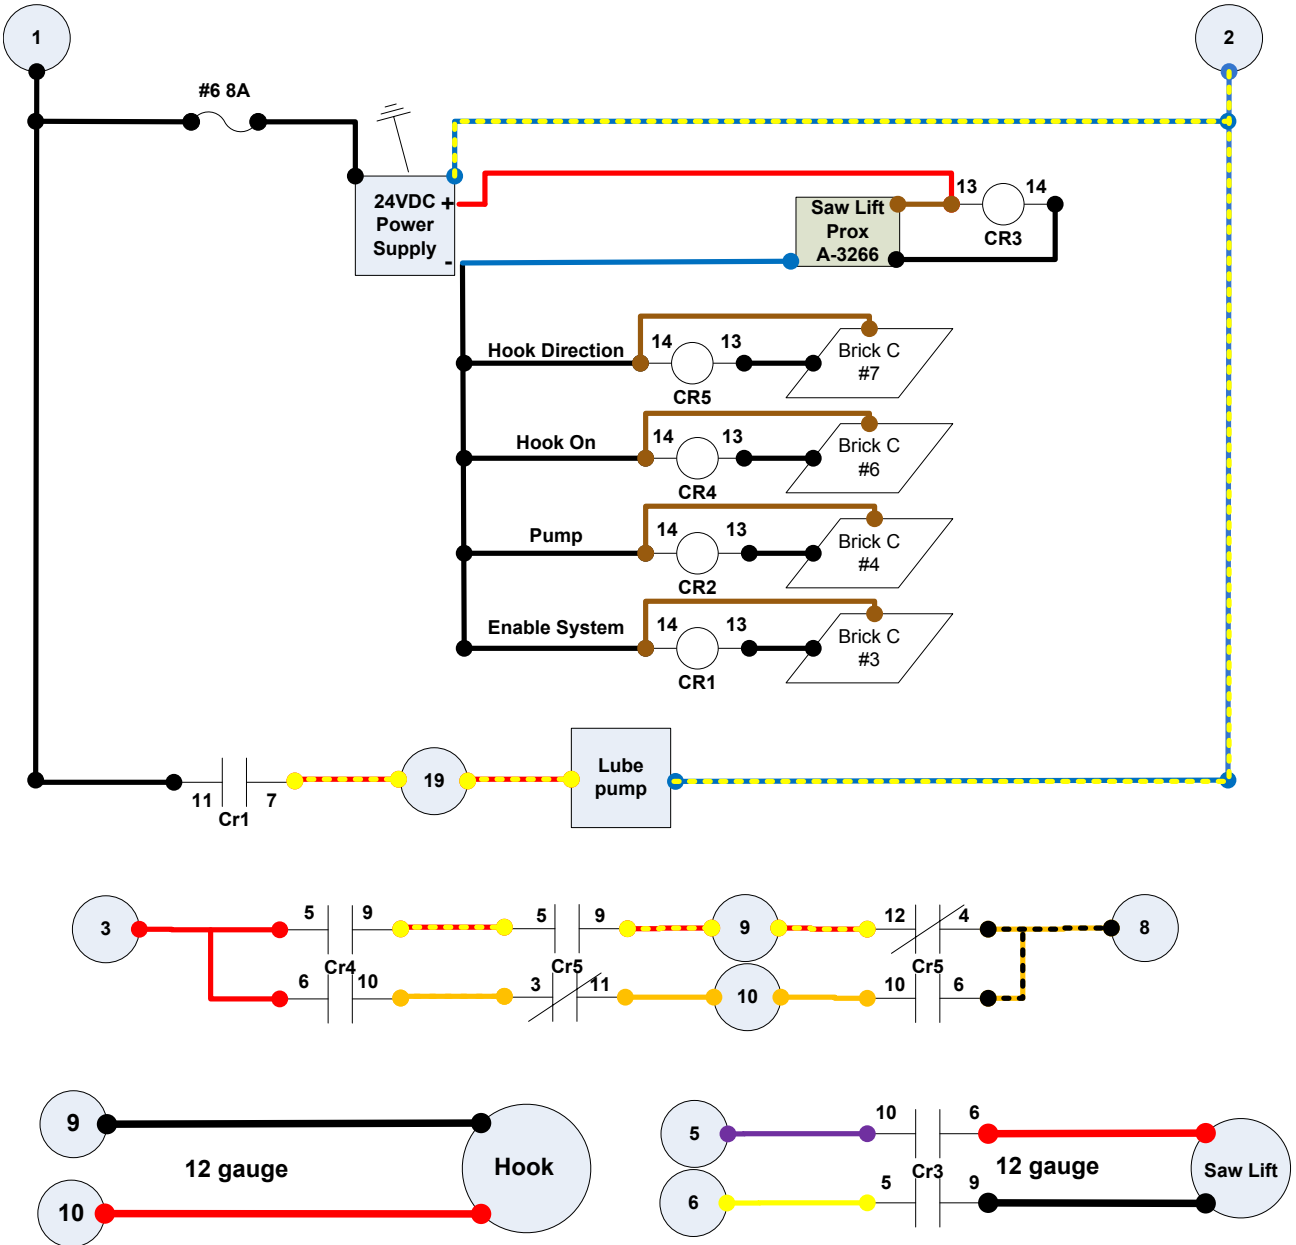 1
2
#6 8A
24VDC +
Power
Supply -
Saw Lift
Prox
A-3266
13 14
CR3
Hook Direction
14 13
CR5
Brick C
#7
Hook On
14 13
CR4
Brick C
#6
Pump
14 13
CR2
Brick C
#4
Enable System
14 13
CR1
Brick C
#3
11 7
Cr1
19
Lube
pump
3
5 9
Cr4
6 10
5 9
Cr5
3 11
9
10
12 4
Cr5
10 6
8
9
12 gauge
10
Hook
5
6
10 6
Cr3
5 9
12 gauge
Saw Lift